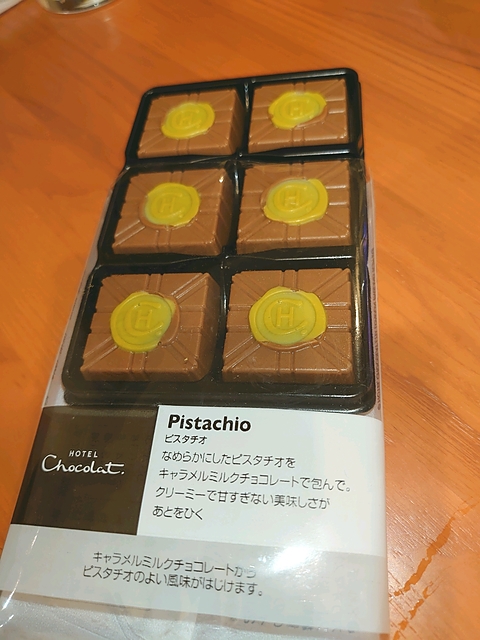 H
H
H
H
H
H
Pistachio
ピスタチオ
なめらかにしたピスタチオを
キャラメルミルクチョコレートで包んで。
クリーミーで甘すぎない美味しさが
あとをひく
HOTEL
Chocolat.
キャラメルミルクチョコレートから
ピスタチオのよい風味がはじけます。